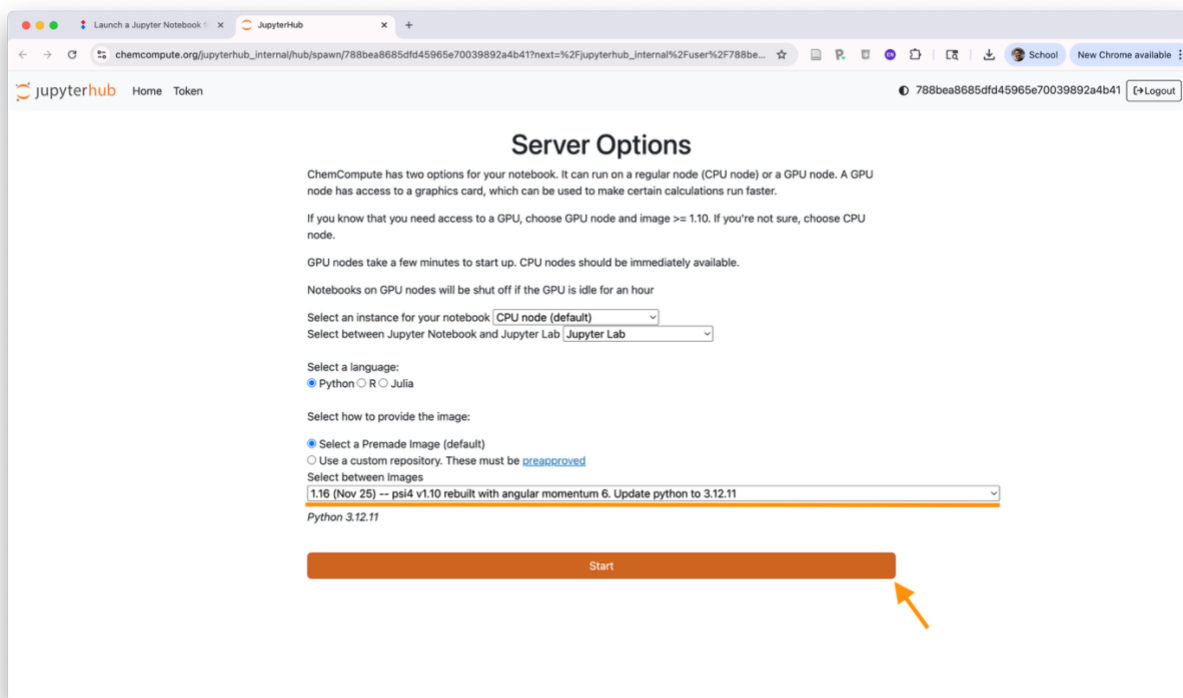 Launch a Jupyter Notebook f
JupyterHub
chemcompute.org/jupyterhub_internal/hub/spawn/788bea8685dfd45965e70039892a4b41?next=%2Fjupyterhub_internal%2Fuser%2F788be...
School
New Chrome available
jupyterhub Home Token
788bea8685dfd45965e70039892a4b41 Logout
Server Options
ChemCompute has two options for your notebook. It can run on a regular node (CPU node) or a GPU node. A GPU
node has access to a graphics card, which can be used to make certain calculations run faster.
If you know that you need access to a GPU, choose GPU node and image >= 1.10. If you're not sure, choose CPU
node.
GPU nodes take a few minutes to start up. CPU nodes should be immediately available.
Notebooks on GPU nodes will be shut off if the GPU is idle for an hour
Select an instance for your notebook CPU node (default)
Select between Jupyter Notebook and Jupyter Lab Jupyter Lab
Select a language:
Python R Julia
Select how to provide the image:
Select a Premade Image (default)
Use a custom repository. These must be preapproved
Select between Images
1.16 (Nov 25) -- psi4 v1.10 rebuilt with angular momentum 6. Update python to 3.12.11
Python 3.12.11
Start